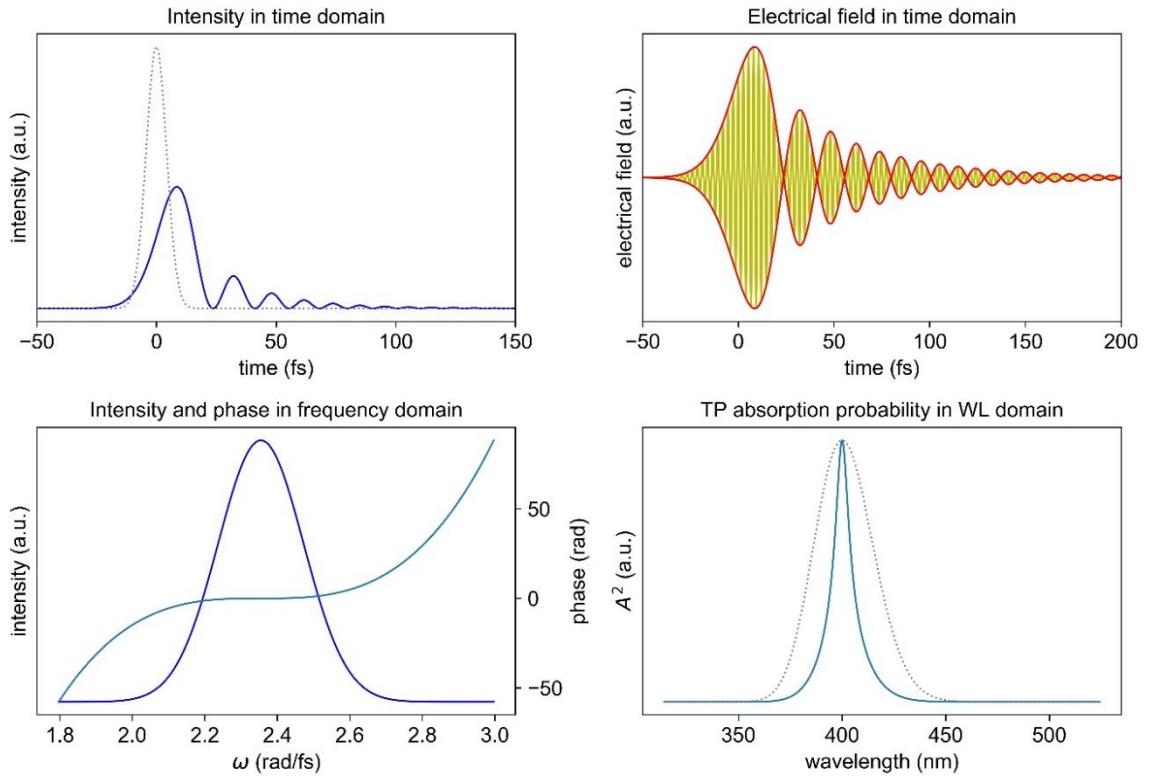 Intensity in time domain
intensity (a.u.)
−50 0 50 100 150
time (fs)
Electrical field in time domain
electrical field (a.u.)
−50 0 50 100 150 200
time (fs)
Intensity and phase in frequency domain
intensity (a.u.)
50
0
−50
phase (rad)
1.8 2.0 2.2 2.4 2.6 2.8 3.0
ω (rad/fs)
TP absorption probability in WL domain
A² (a.u.)
350 400 450 500
wavelength (nm)